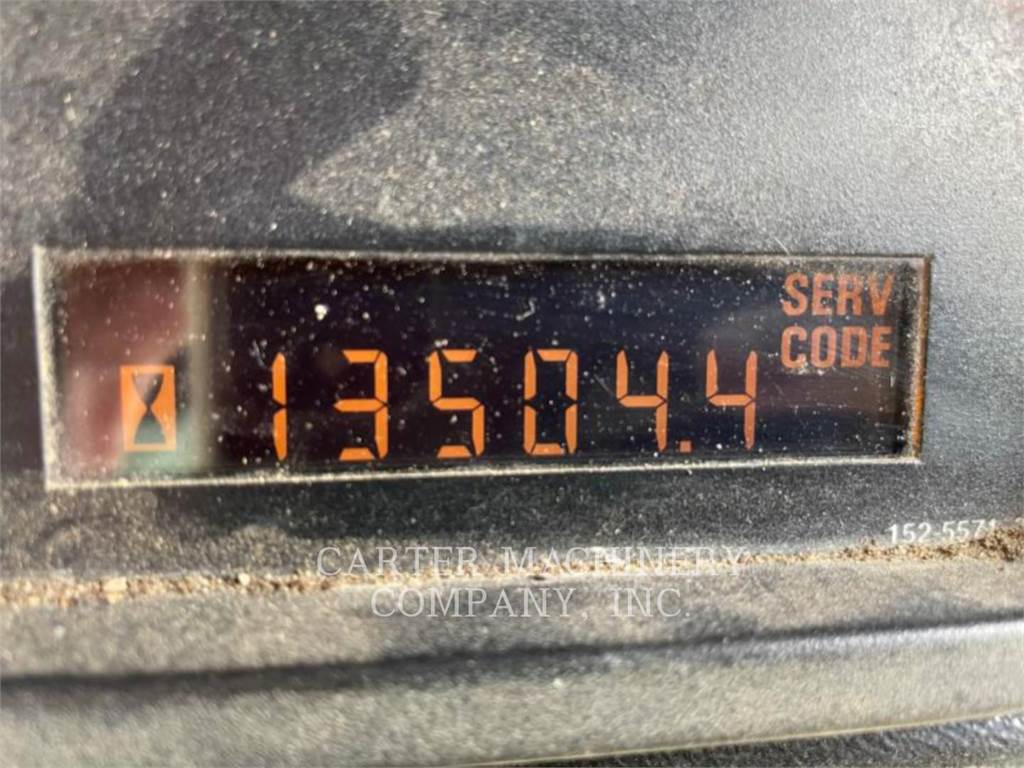 SERV
CODE
13504.4
152-5571
CARTER MACHINERY
COMPANY, INC.